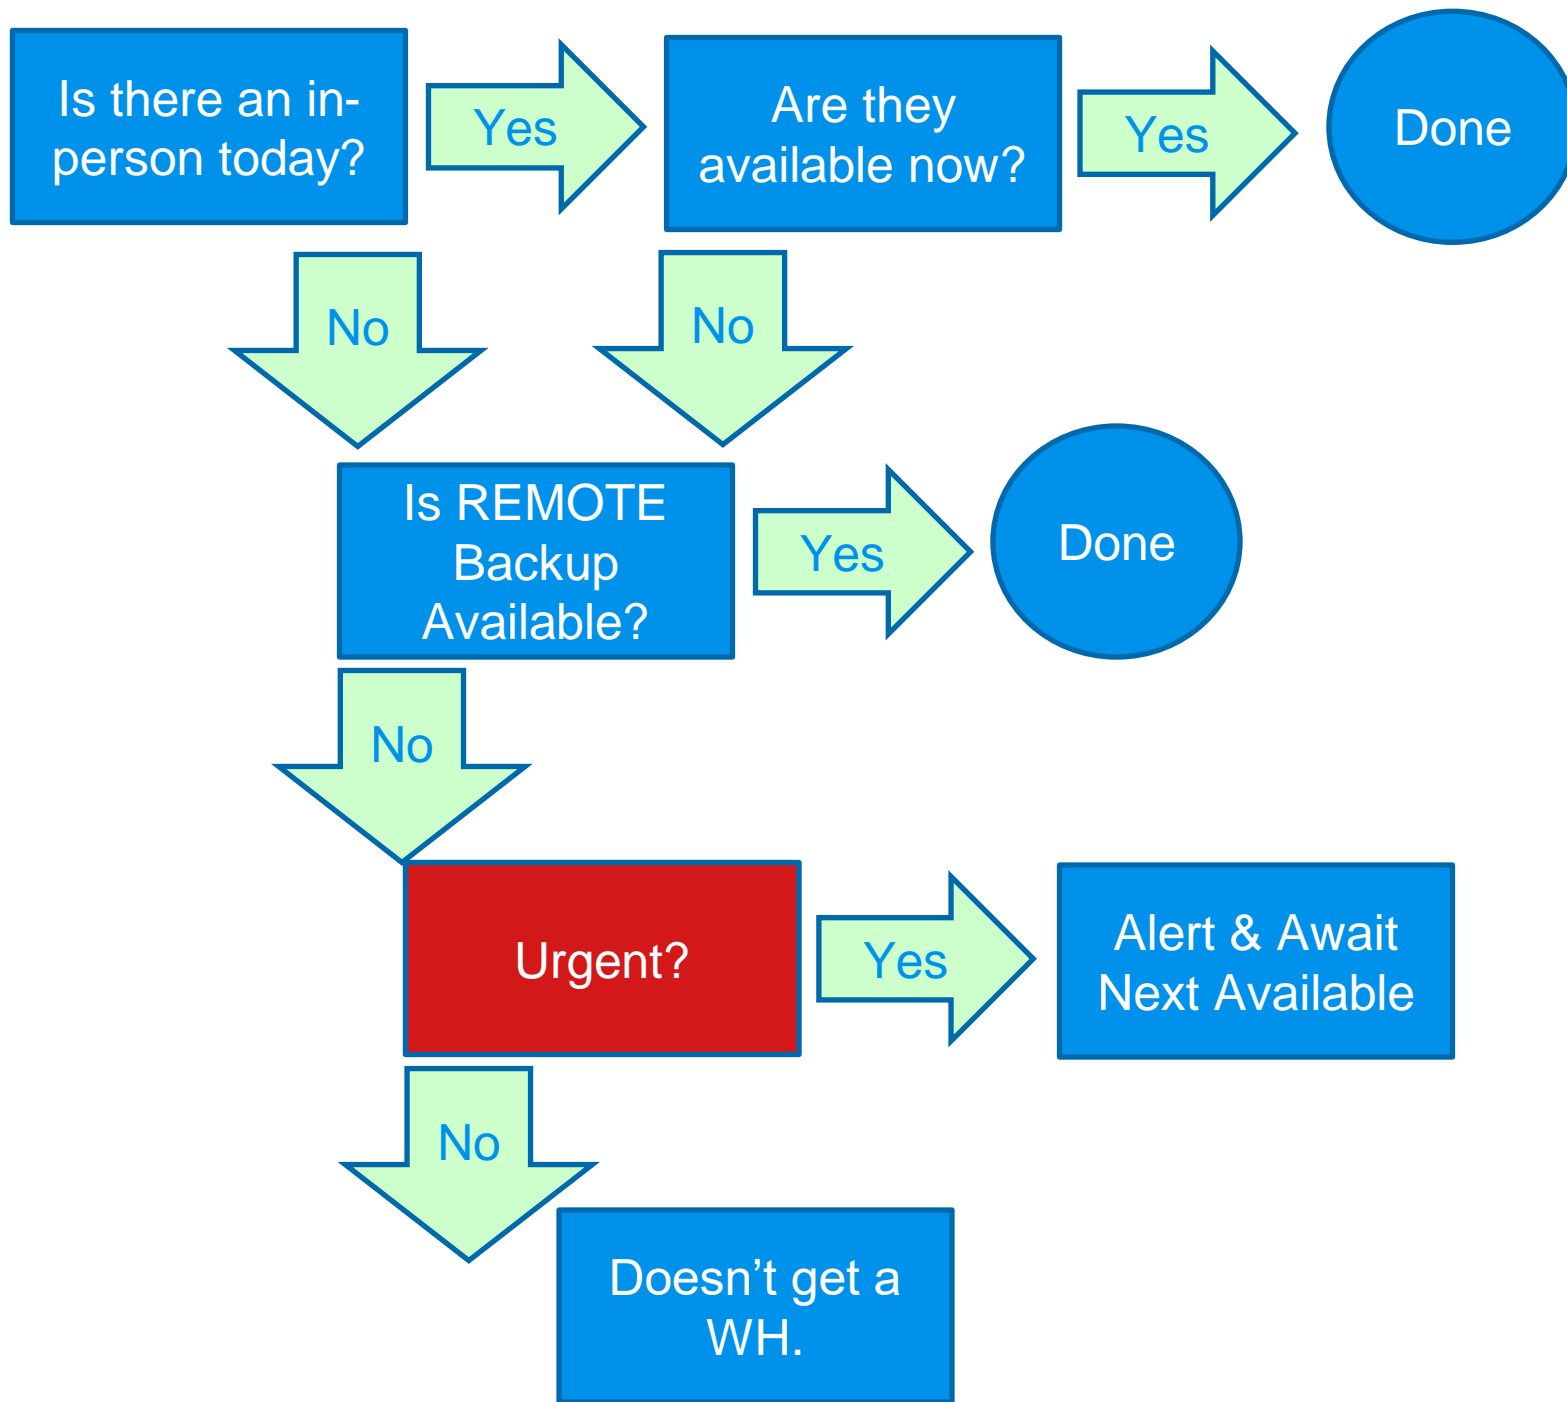 Is there an in-
person today?
Yes
Are they
available now?
Yes
Done
No
No
Is REMOTE
Backup
Available?
Yes
Done
No
Urgent?
Yes
Alert & Await
Next Available
No
Doesn’t get a
WH.